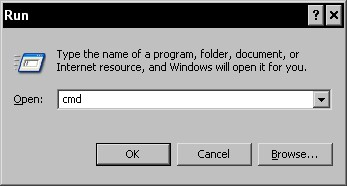 Run
Type the name of a program, folder, document, or
Internet resource, and Windows will open it for you.
Open: cmd
OK Cancel Browse...